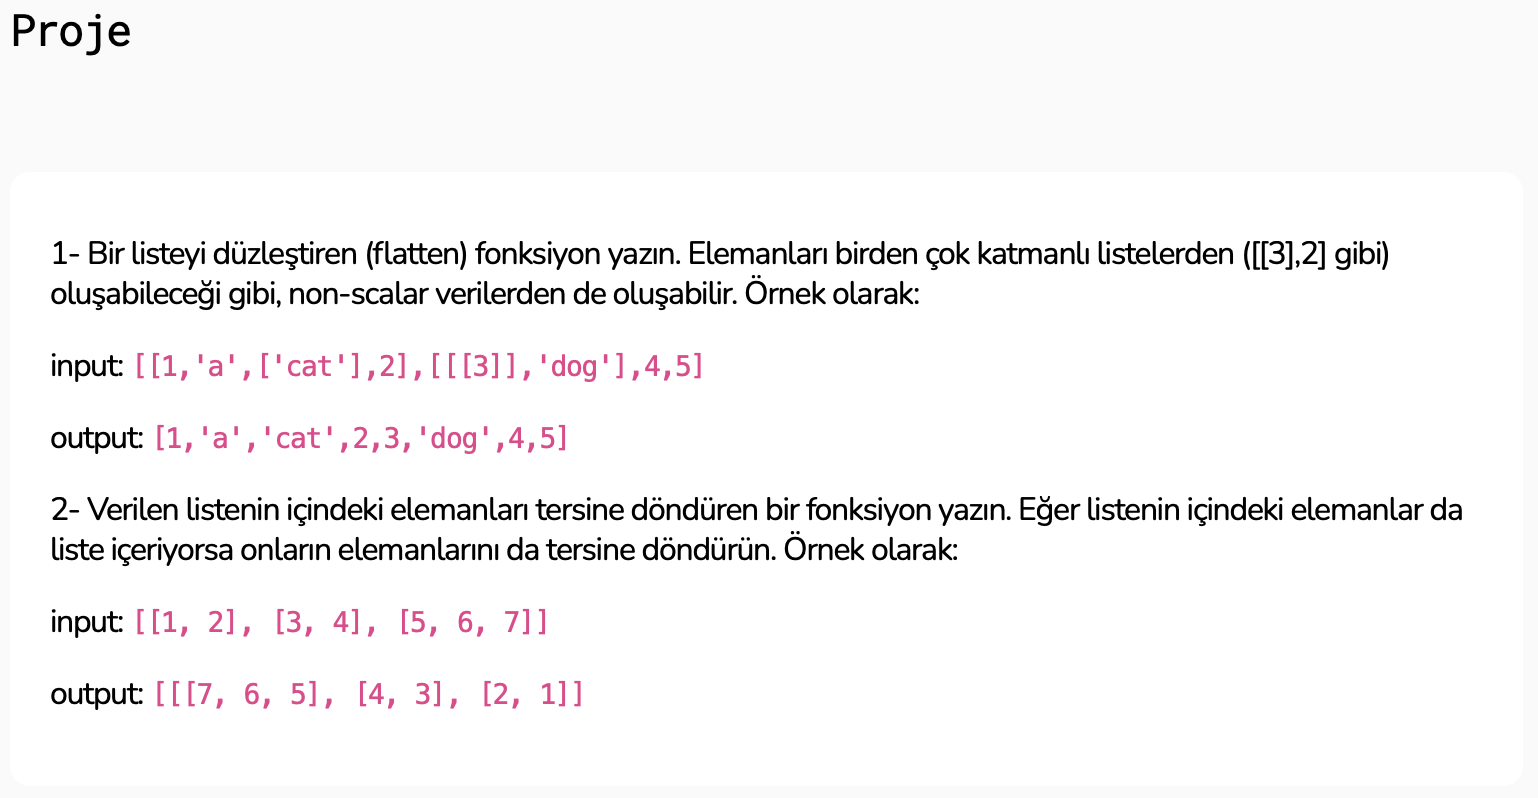 Proje
1- Bir listeyi düzleştiren (flatten) fonksiyon yazın. Elemanları birden çok katmanlı listelerden ([[3],2] gibi)
oluşabileceği gibi, non-scalar verilerden de oluşabilir. Örnek olarak:
input: [[1,'a',['cat'],2],[[[3]],'dog'],4,5]
output: [1,'a','cat',2,3,'dog',4,5]
2- Verilen listenin içindeki elemanları tersine döndüren bir fonksiyon yazın. Eğer listenin içindeki elemanlar da
liste içeriyorsa onların elemanlarını da tersine döndürün. Örnek olarak:
input: [[1, 2], [3, 4], [5, 6, 7]]
output: [[[7, 6, 5], [4, 3], [2, 1]]